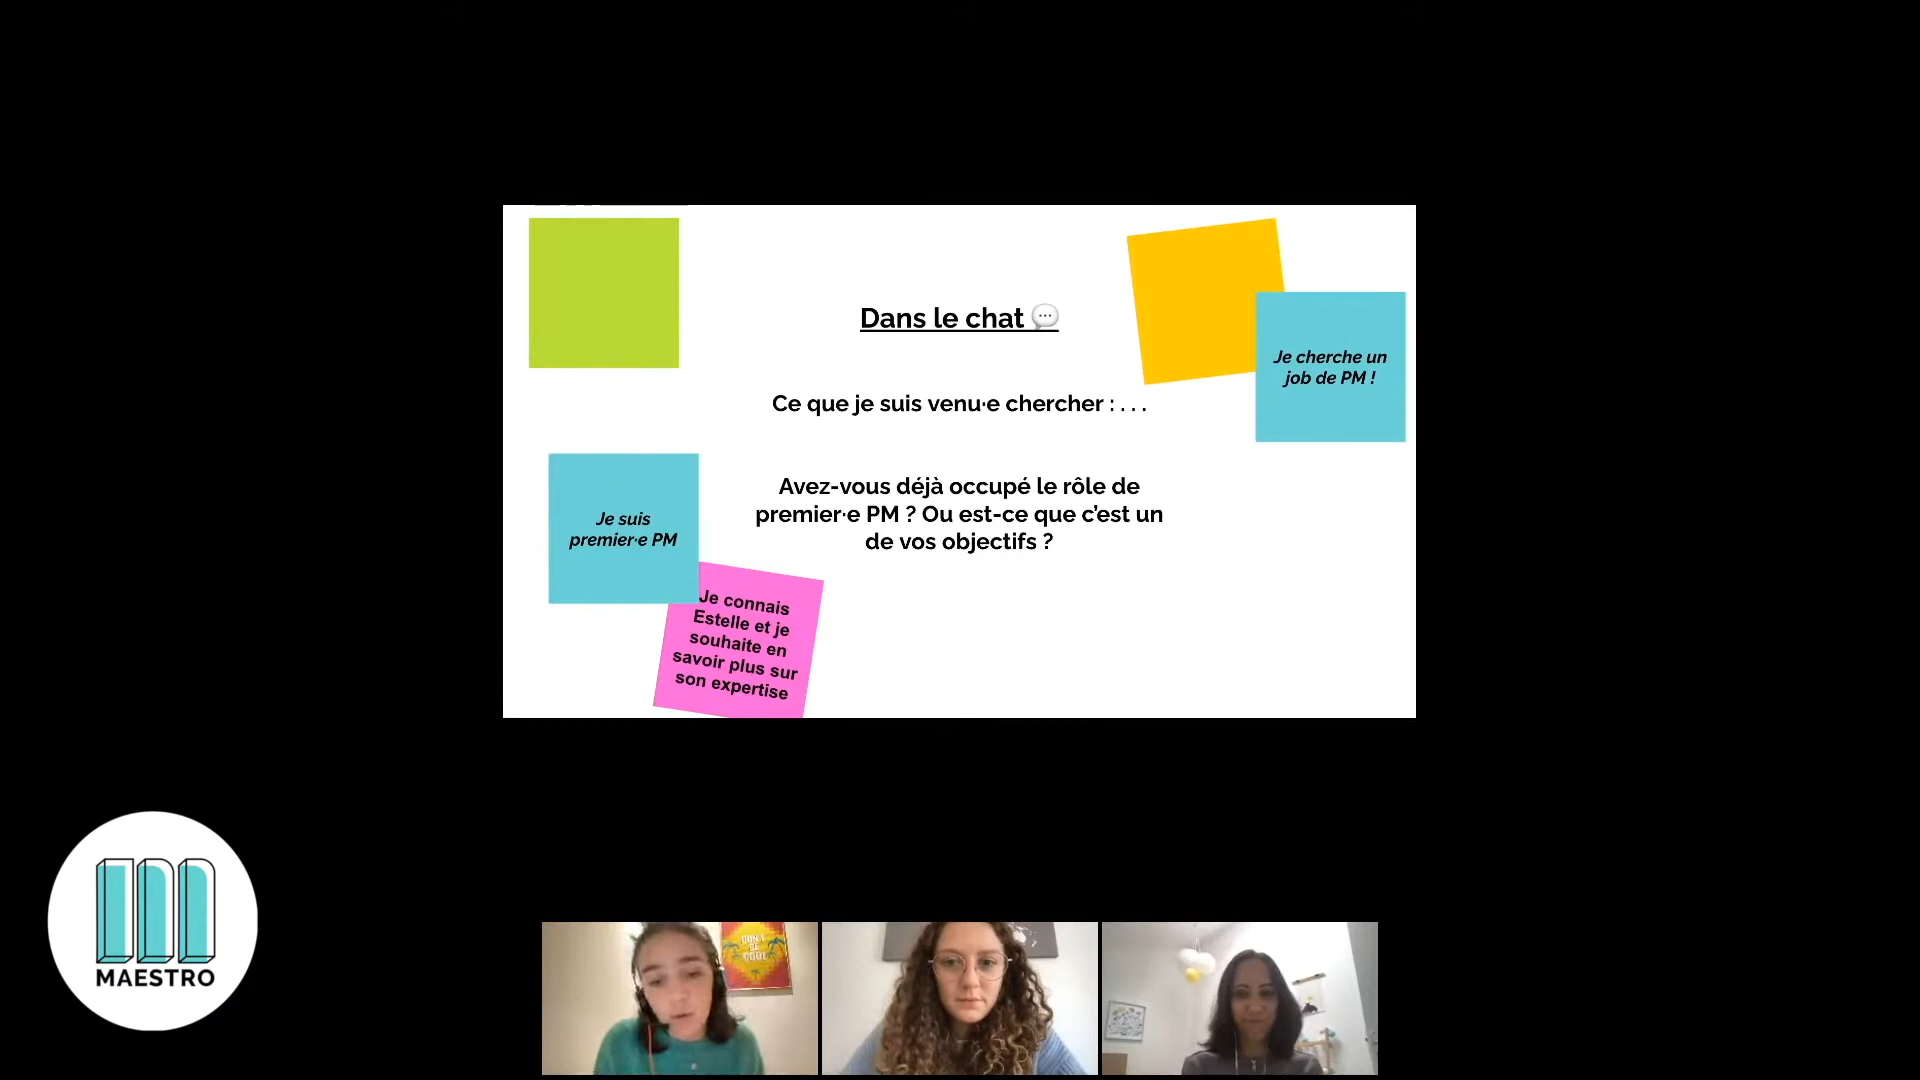 Dans le chat 💬
Ce que je suis venu·e chercher : . . .
Avez-vous déjà occupé le rôle de
premier·e PM ? Ou est-ce que c’est un
de vos objectifs ?
Je cherche un
job de PM !
Je suis
premier·e PM
Je connais
Estelle et je
souhaite en
savoir plus sur
son expertise
MAESTRO
COOL